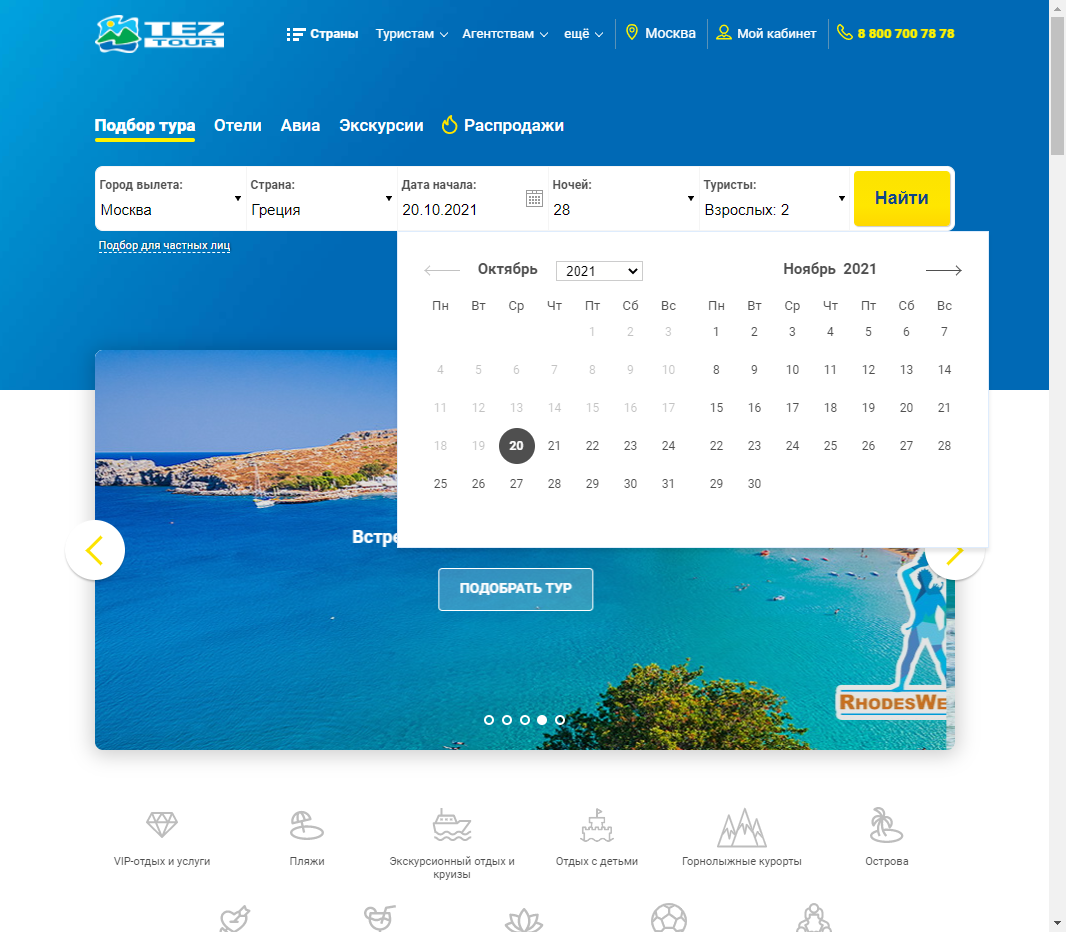 TEZ TOUR
Страны Туристам Агентствам ещё Москва Мой кабинет 8 800 700 78 78
Подбор тура Отели Авиа Экскурсии Распродажи
Город вылета: Страна: Дата начала: Ночей: Туристы:
Москва Греция 20.10.2021 28 Взрослых: 2 Найти
Подбор для частных лиц
Октябрь 2021 Ноябрь 2021
Пн Вт Ср Чт Пт Сб Вс Пн Вт Ср Чт Пт Сб Вс
1 2 3 1 2 3 4 5 6 7
4 5 6 7 8 9 10 8 9 10 11 12 13 14
11 12 13 14 15 16 17 15 16 17 18 19 20 21
18 19 20 21 22 23 24 22 23 24 25 26 27 28
25 26 27 28 29 30 31 29 30
Встре
ПОДОБРАТЬ ТУР
RHODESWE
VIP-отдых и услуги Пляжи Экскурсионный отдых и круизы Отдых с детьми Горнолыжные курорты Острова